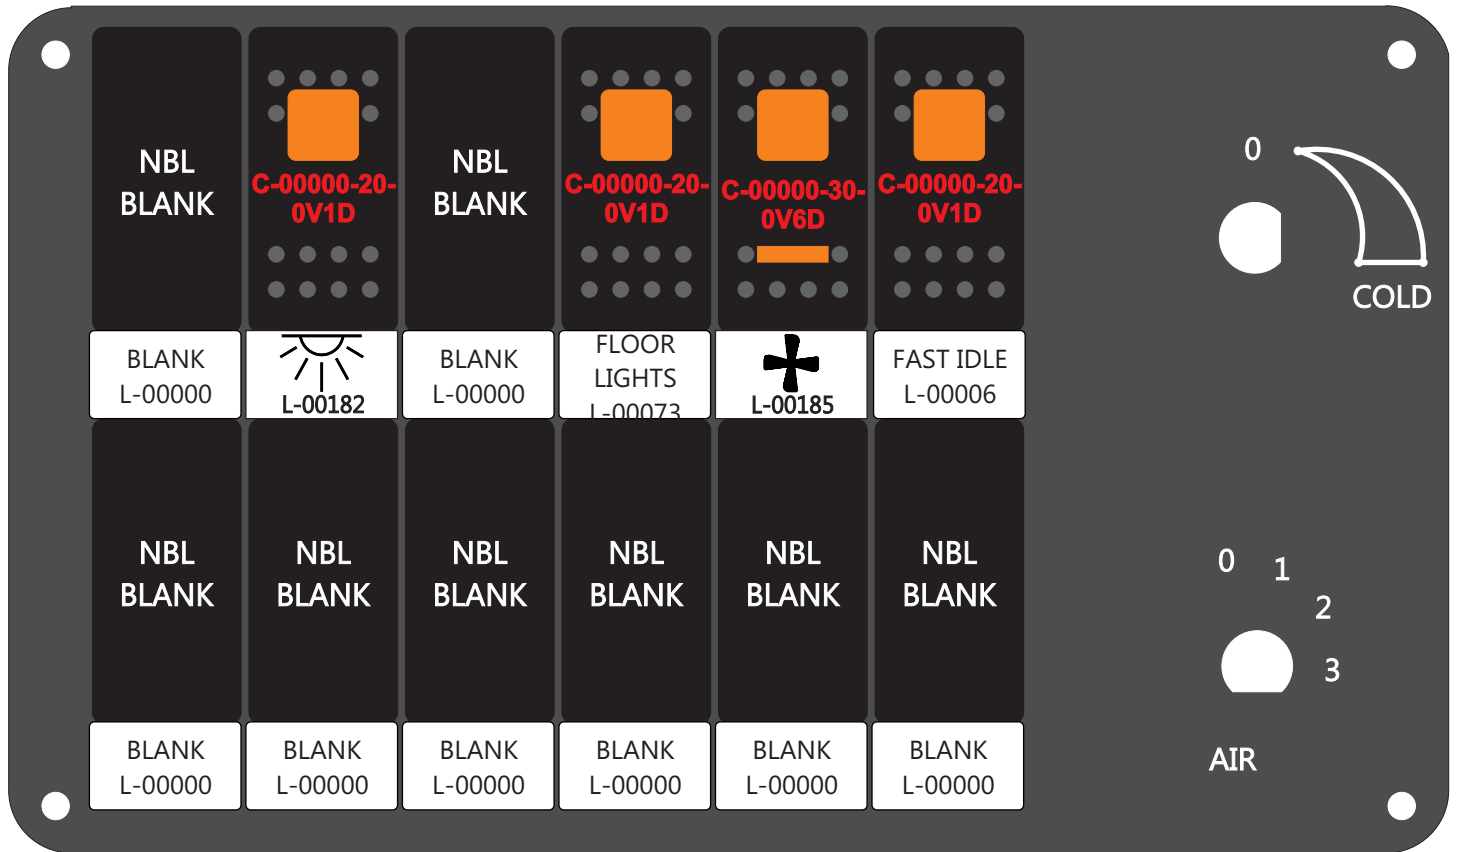 NBL
BLANK
C-00000-20-
0V1D
NBL
BLANK
C-00000-20-
0V1D
C-00000-30-
0V6D
C-00000-20-
0V1D
0
COLD
BLANK
L-00000
L-00182
BLANK
L-00000
FLOOR
LIGHTS
L-00073
L-00185
FAST IDLE
L-00006
NBL
BLANK
NBL
BLANK
NBL
BLANK
NBL
BLANK
NBL
BLANK
NBL
BLANK
0
1
2
3
AIR
BLANK
L-00000
BLANK
L-00000
BLANK
L-00000
BLANK
L-00000
BLANK
L-00000
BLANK
L-00000